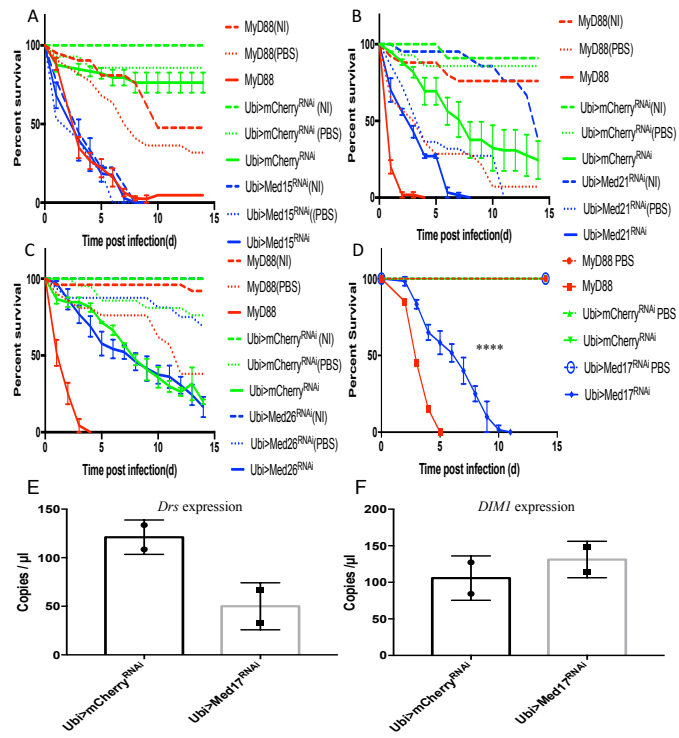 A
Percent survival
100
50
0
0
5
10
15
Time post infection(d)
MyD88(NI)
MyD88(PBS)
MyD88
Ubi>mCherryRNAi(NI)
Ubi>mCherryRNAi(PBS)
Ubi>mCherryRNAi
Ubi>Med15RNAi(NI)
Ubi>Med15RNAi((PBS)
Ubi>Med15RNAi
B
Percent survival
100
50
0
0
5
10
15
Time post infection(d)
MyD88(NI)
MyD88(PBS)
MyD88
Ubi>mCherryRNAi(NI)
Ubi>mCherryRNAi(PBS)
Ubi>mCherryRNAi
Ubi>Med21RNAi(NI)
Ubi>Med21RNAi(PBS)
Ubi>Med21RNAi
C
Percent survival
100
50
0
0
5
10
15
Time post infection(d)
MyD88(NI)
MyD88(PBS)
MyD88
Ubi>mCherryRNAi(NI)
Ubi>mCherryRNAi(PBS)
Ubi>mCherryRNAi
Ubi>Med26RNAi(NI)
Ubi>Med26RNAi(PBS)
Ubi>Med26RNAi
D
Percent survival
100
50
0
0
5
10
15
****
Time post infection (d)
MyD88 PBS
MyD88
Ubi>mCherryRNAi PBS
Ubi>mCherryRNAi
Ubi>Med17RNAi PBS
Ubi>Med17RNAi
E
Drs expression
Copies / µl
150
100
50
0
Ubi>mCherryRNAi
Ubi>Med17RNAi
F
DIM1 expression
Copies /µl
200
150
100
50
0
Ubi>mCherryRNAi
Ubi>Med17RNAi